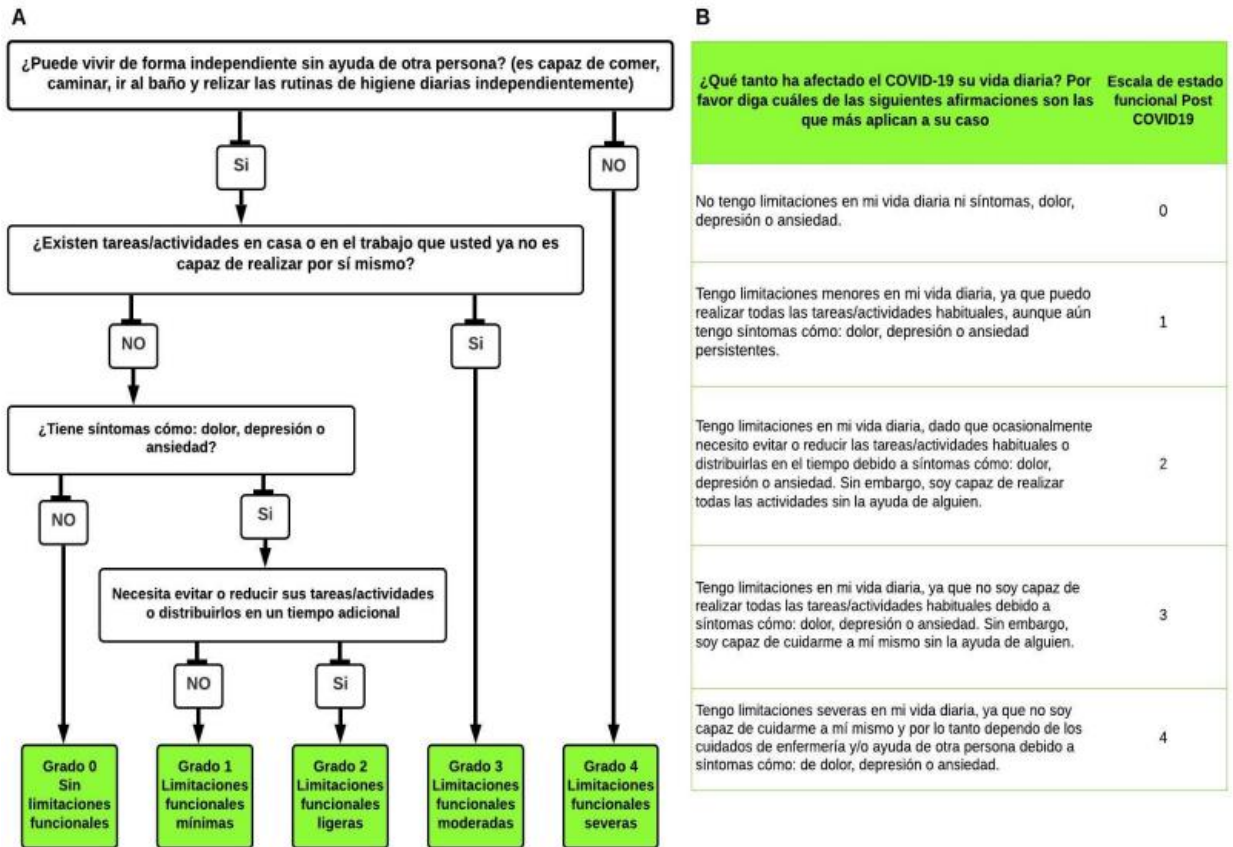 A
¿Puede vivir de forma independiente sin ayuda de otra persona? (es capaz de comer,
caminar, ir al baño y relizar las rutinas de higiene diarias independientemente)
Si
NO
¿Existen tareas/actividades en casa o en el trabajo que usted ya no es
capaz de realizar por sí mismo?
NO
Si
¿Tiene síntomas cómo: dolor, depresión o
ansiedad?
NO
Si
Necesita evitar o reducir sus tareas/actividades
o distribuirlos en un tiempo adicional
NO
Si
Grado 0
Sin
limitaciones
funcionales
Grado 1
Limitaciones
funcionales
mínimas
Grado 2
Limitaciones
funcionales
ligeras
Grado 3
Limitaciones
funcionales
moderadas
Grado 4
Limitaciones
funcionales
severas
B
¿Qué tanto ha afectado el COVID-19 su vida diaria? Por
favor diga cuáles de las siguientes afirmaciones son las
que más aplican a su caso
Escala de estado
funcional Post
COVID19
No tengo limitaciones en mi vida diaria ni síntomas, dolor,
depresión o ansiedad.
0
Tengo limitaciones menores en mi vida diaria, ya que puedo
realizar todas las tareas/actividades habituales, aunque aún
tengo síntomas cómo: dolor, depresión o ansiedad
persistentes.
1
Tengo limitaciones en mi vida diaria, dado que ocasionalmente
necesito evitar o reducir las tareas/actividades habituales o
distribuirlas en el tiempo debido a síntomas cómo: dolor,
depresión o ansiedad. Sin embargo, soy capaz de realizar
todas las actividades sin la ayuda de alguien.
2
Tengo limitaciones en mi vida diaria, ya que no soy capaz de
realizar todas las tareas/actividades habituales debido a
síntomas cómo: dolor, depresión o ansiedad. Sin embargo,
soy capaz de cuidarme a mí mismo sin la ayuda de alguien.
3
Tengo limitaciones severas en mi vida diaria, ya que no soy
capaz de cuidarme a mí mismo y por lo tanto dependo de los
cuidados de enfermería y/o ayuda de otra persona debido a
síntomas cómo: de dolor, depresión o ansiedad.
4